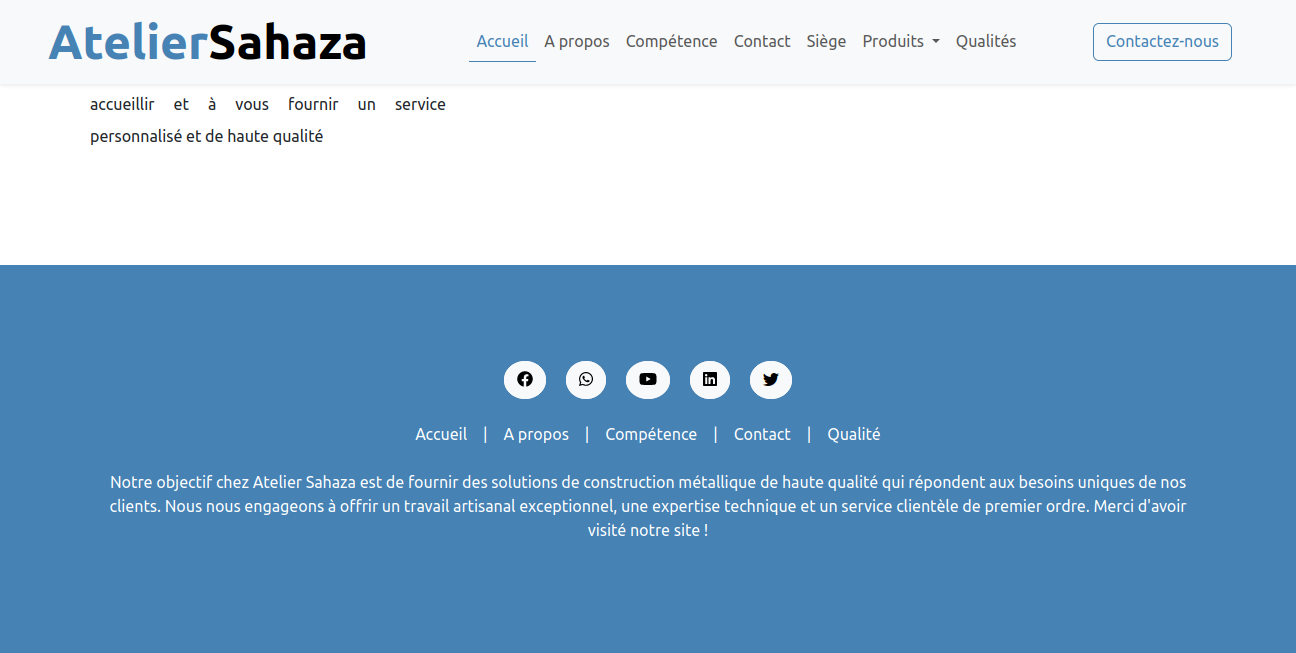 AtelierSahaza Accueil A propos Compétence Contact Siège Produits Qualités Contactez-nous
accueillir et à vous fournir un service
personnalisé et de haute qualité
Accueil | A propos | Compétence | Contact | Qualité
Notre objectif chez Atelier Sahaza est de fournir des solutions de construction métallique de haute qualité qui répondent aux besoins uniques de nos
clients. Nous nous engageons à offrir un travail artisanal exceptionnel, une expertise technique et un service clientèle de premier ordre. Merci d'avoir
visité notre site !